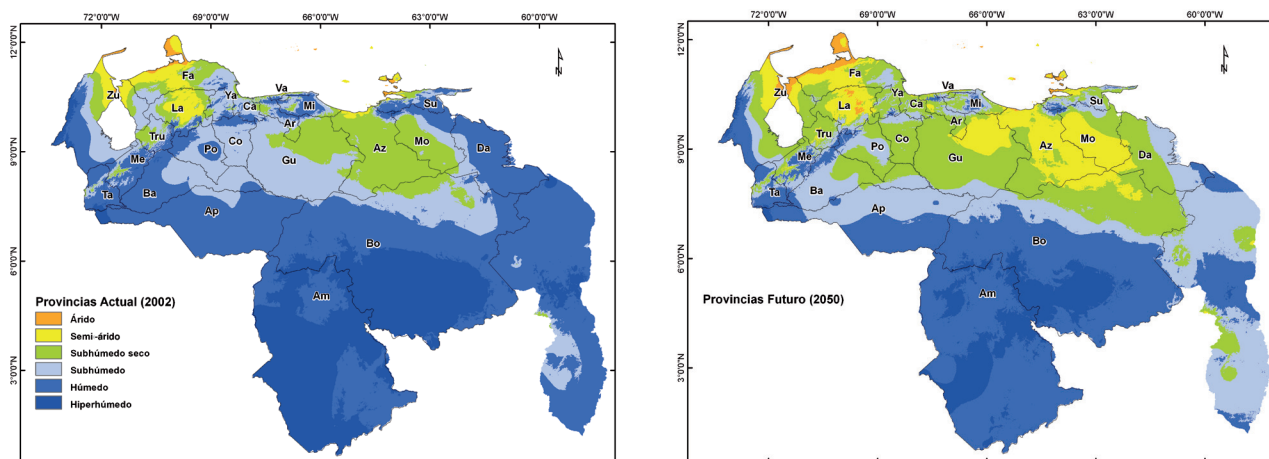 72°0'0"W 69°0'0"W 66°0'0"W 63°0'0"W 60°0'0"W
12°0'0"N
9°0'0"N
6°0'0"N
3°0'0"N
N
Fa
Zu
Va
Ya
La
Ca
Mi
Su
Ar
Tru
Co
Po
Az
Mo
Me
Gu
Da
Ta
Ba
Ap
Bo
Am
Provincias Actual (2002)
Árido
Semi-árido
Subhúmedo seco
Subhúmedo
Húmedo
Hiperhúmedo
72°0'0"W 69°0'0"W 66°0'0"W 63°0'0"W 60°0'0"W
12°0'0"N
9°0'0"N
6°0'0"N
3°0'0"N
N
Fa
Zu
Va
Ya
La
Ca
Mi
Su
Ar
Tru
Co
Po
Az
Mo
Me
Gu
Da
Ta
Ba
Ap
Bo
Am
Provincias Futuro (2050)